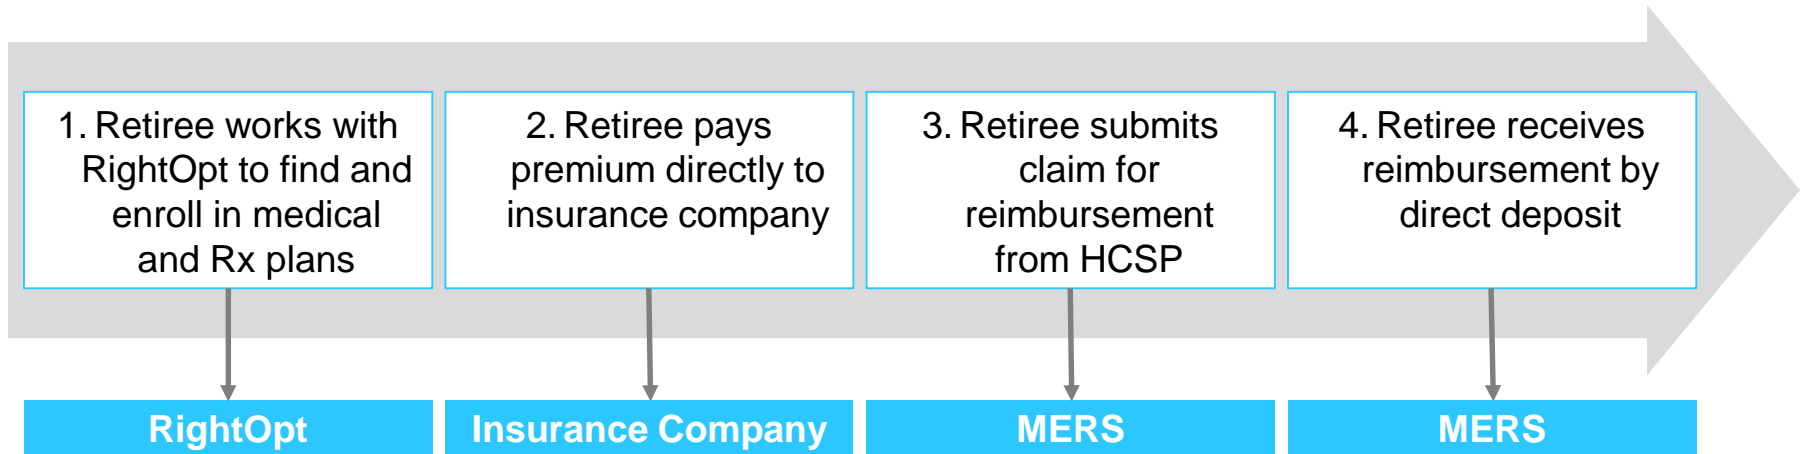 1. Retiree works with
RightOpt to find and
enroll in medical
and Rx plans
2. Retiree pays
premium directly to
insurance company
3. Retiree submits
claim for
reimbursement
from HCSP
4. Retiree receives
reimbursement by
direct deposit
RightOpt
Insurance Company
MERS
MERS